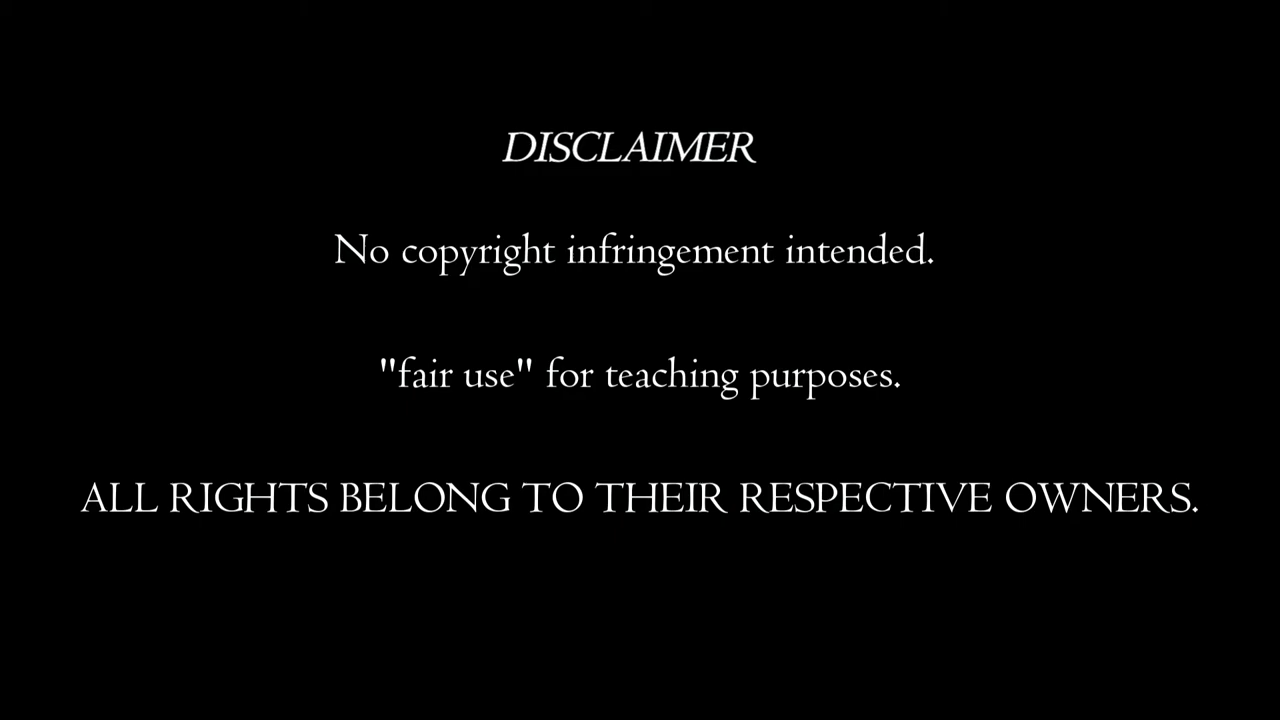 DISCLAIMER
No copyright infringement intended.
"fair use" for teaching purposes.
ALL RIGHTS BELONG TO THEIR RESPECTIVE OWNERS.